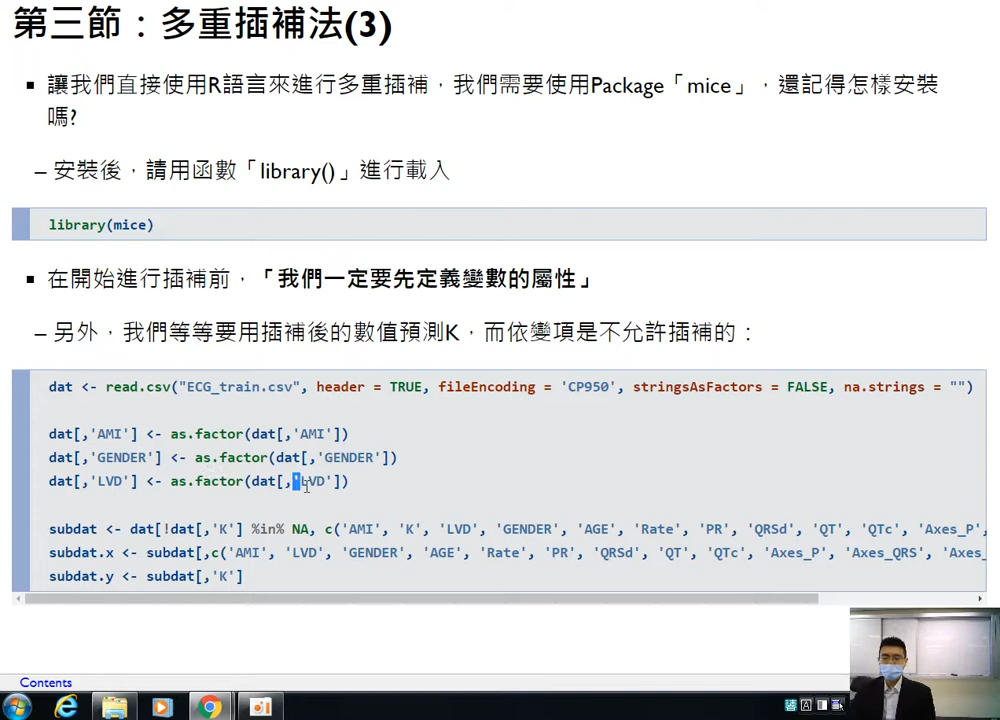 第三節：多重插補法(3)
▪ 讓我們直接使用R語言來進行多重插補，我們需要使用Package「mice」，還記得怎樣安裝
嗎?
– 安裝後，請用函數「library()」進行載入
library(mice)
▪ 在開始進行插補前，「我們一定要先定義變數的屬性」
– 另外，我們等等要用插補後的數值預測K，而依變項是不允許插補的：
dat <- read.csv("ECG_train.csv", header = TRUE, fileEncoding = 'CP950', stringsAsFactors = FALSE, na.strings = "")
dat[,'AMI'] <- as.factor(dat[,'AMI'])
dat[,'GENDER'] <- as.factor(dat[,'GENDER'])
dat[,'LVD'] <- as.factor(dat[,'LVD'])
subdat <- dat[!dat[,'K'] %in% NA, c('AMI', 'K', 'LVD', 'GENDER', 'AGE', 'Rate', 'PR', 'QRSd', 'QT', 'QTc', 'Axes_P',
subdat.x <- subdat[,c('AMI', 'LVD', 'GENDER', 'AGE', 'Rate', 'PR', 'QRSd', 'QT', 'QTc', 'Axes_P', 'Axes_QRS', 'Axes_
subdat.y <- subdat[,'K']
Contents